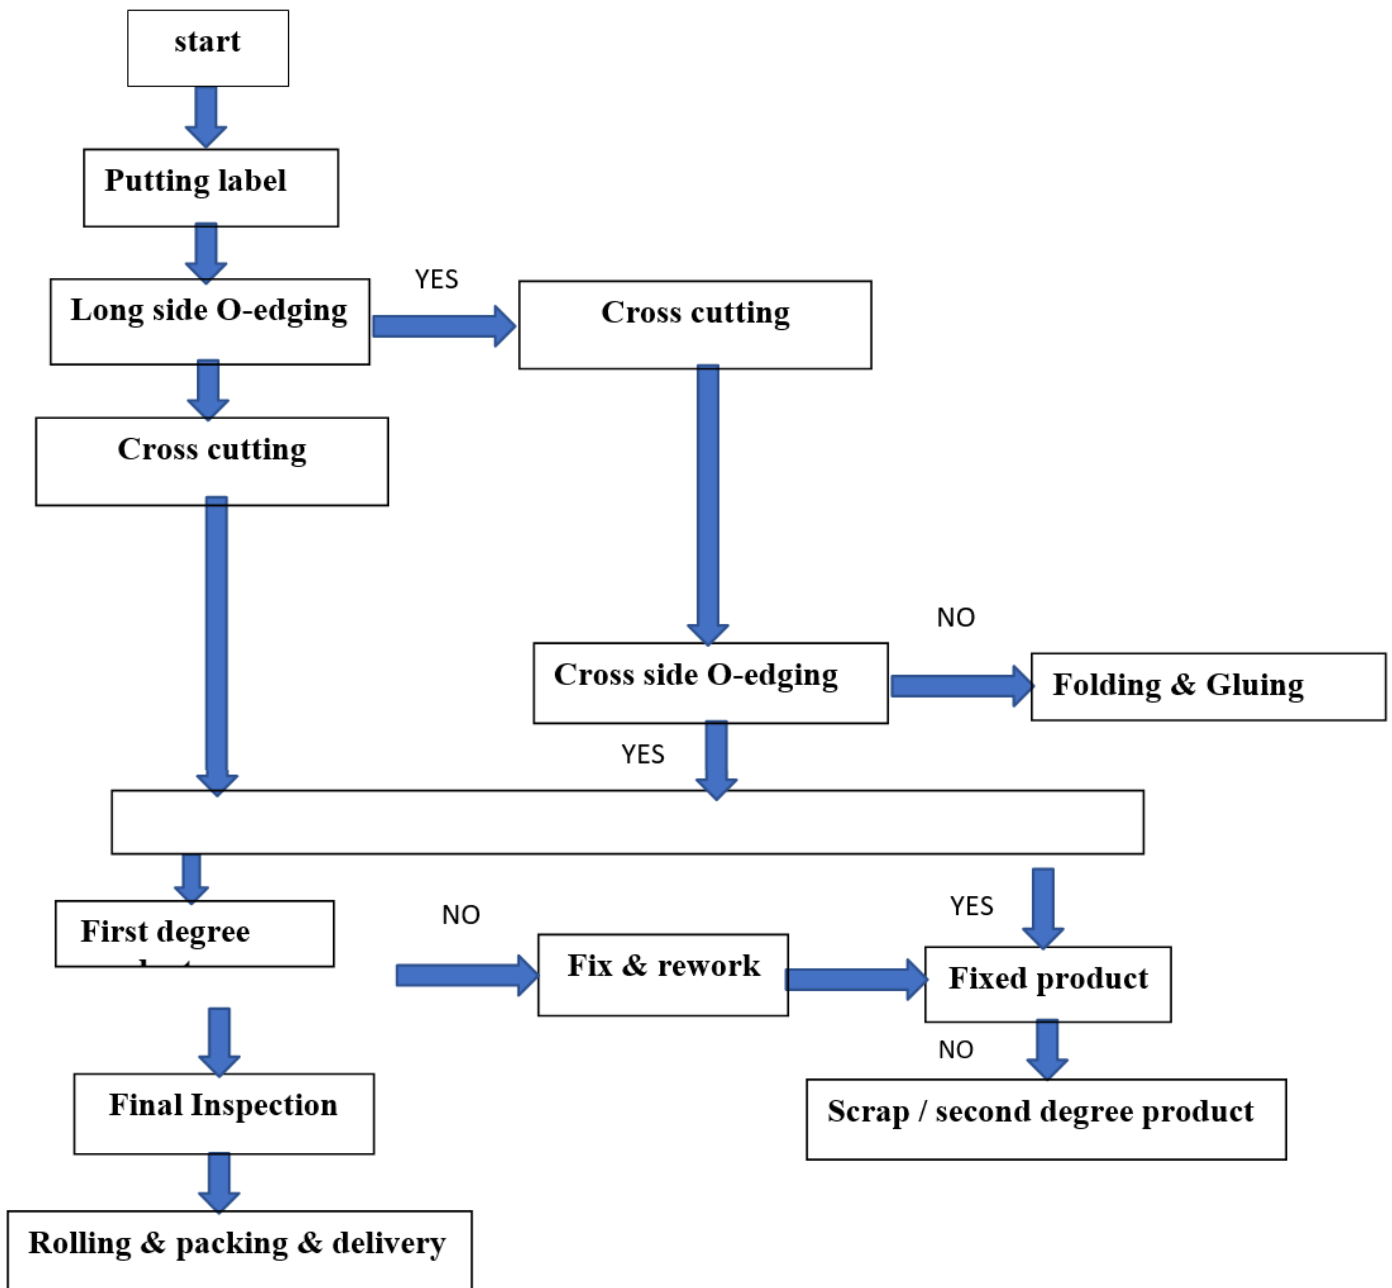 start
Putting label
YES
Long side O-edging
Cross cutting
Cross cutting
NO
Cross side O-edging
Folding & Gluing
YES
First degree
NO
YES
Fix & rework
Fixed product
NO
Final Inspection
Scrap / second degree product
Rolling & packing & delivery